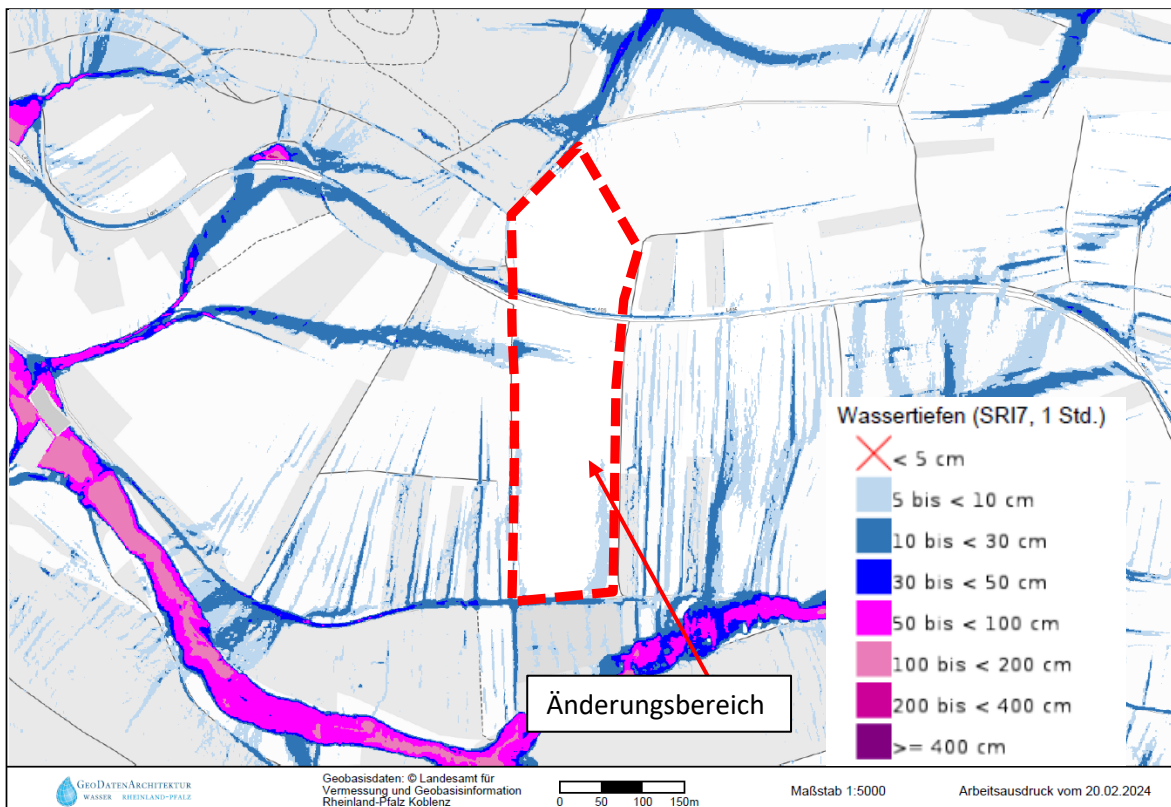 Wassertiefen (SRI7, 1 Std.)
< 5 cm
5 bis < 10 cm
10 bis < 30 cm
30 bis < 50 cm
50 bis < 100 cm
100 bis < 200 cm
200 bis < 400 cm
>= 400 cm
Änderungsbereich
GEODATENARCHITEKTUR
WASSER RHEINLAND-PFALZ
Geobasisdaten: © Landesamt für
Vermessung und Geobasisinformation
Rheinland-Pfalz Koblenz
0 50 100 150m
Maßstab 1:5000
Arbeitsausdruck vom 20.02.2024